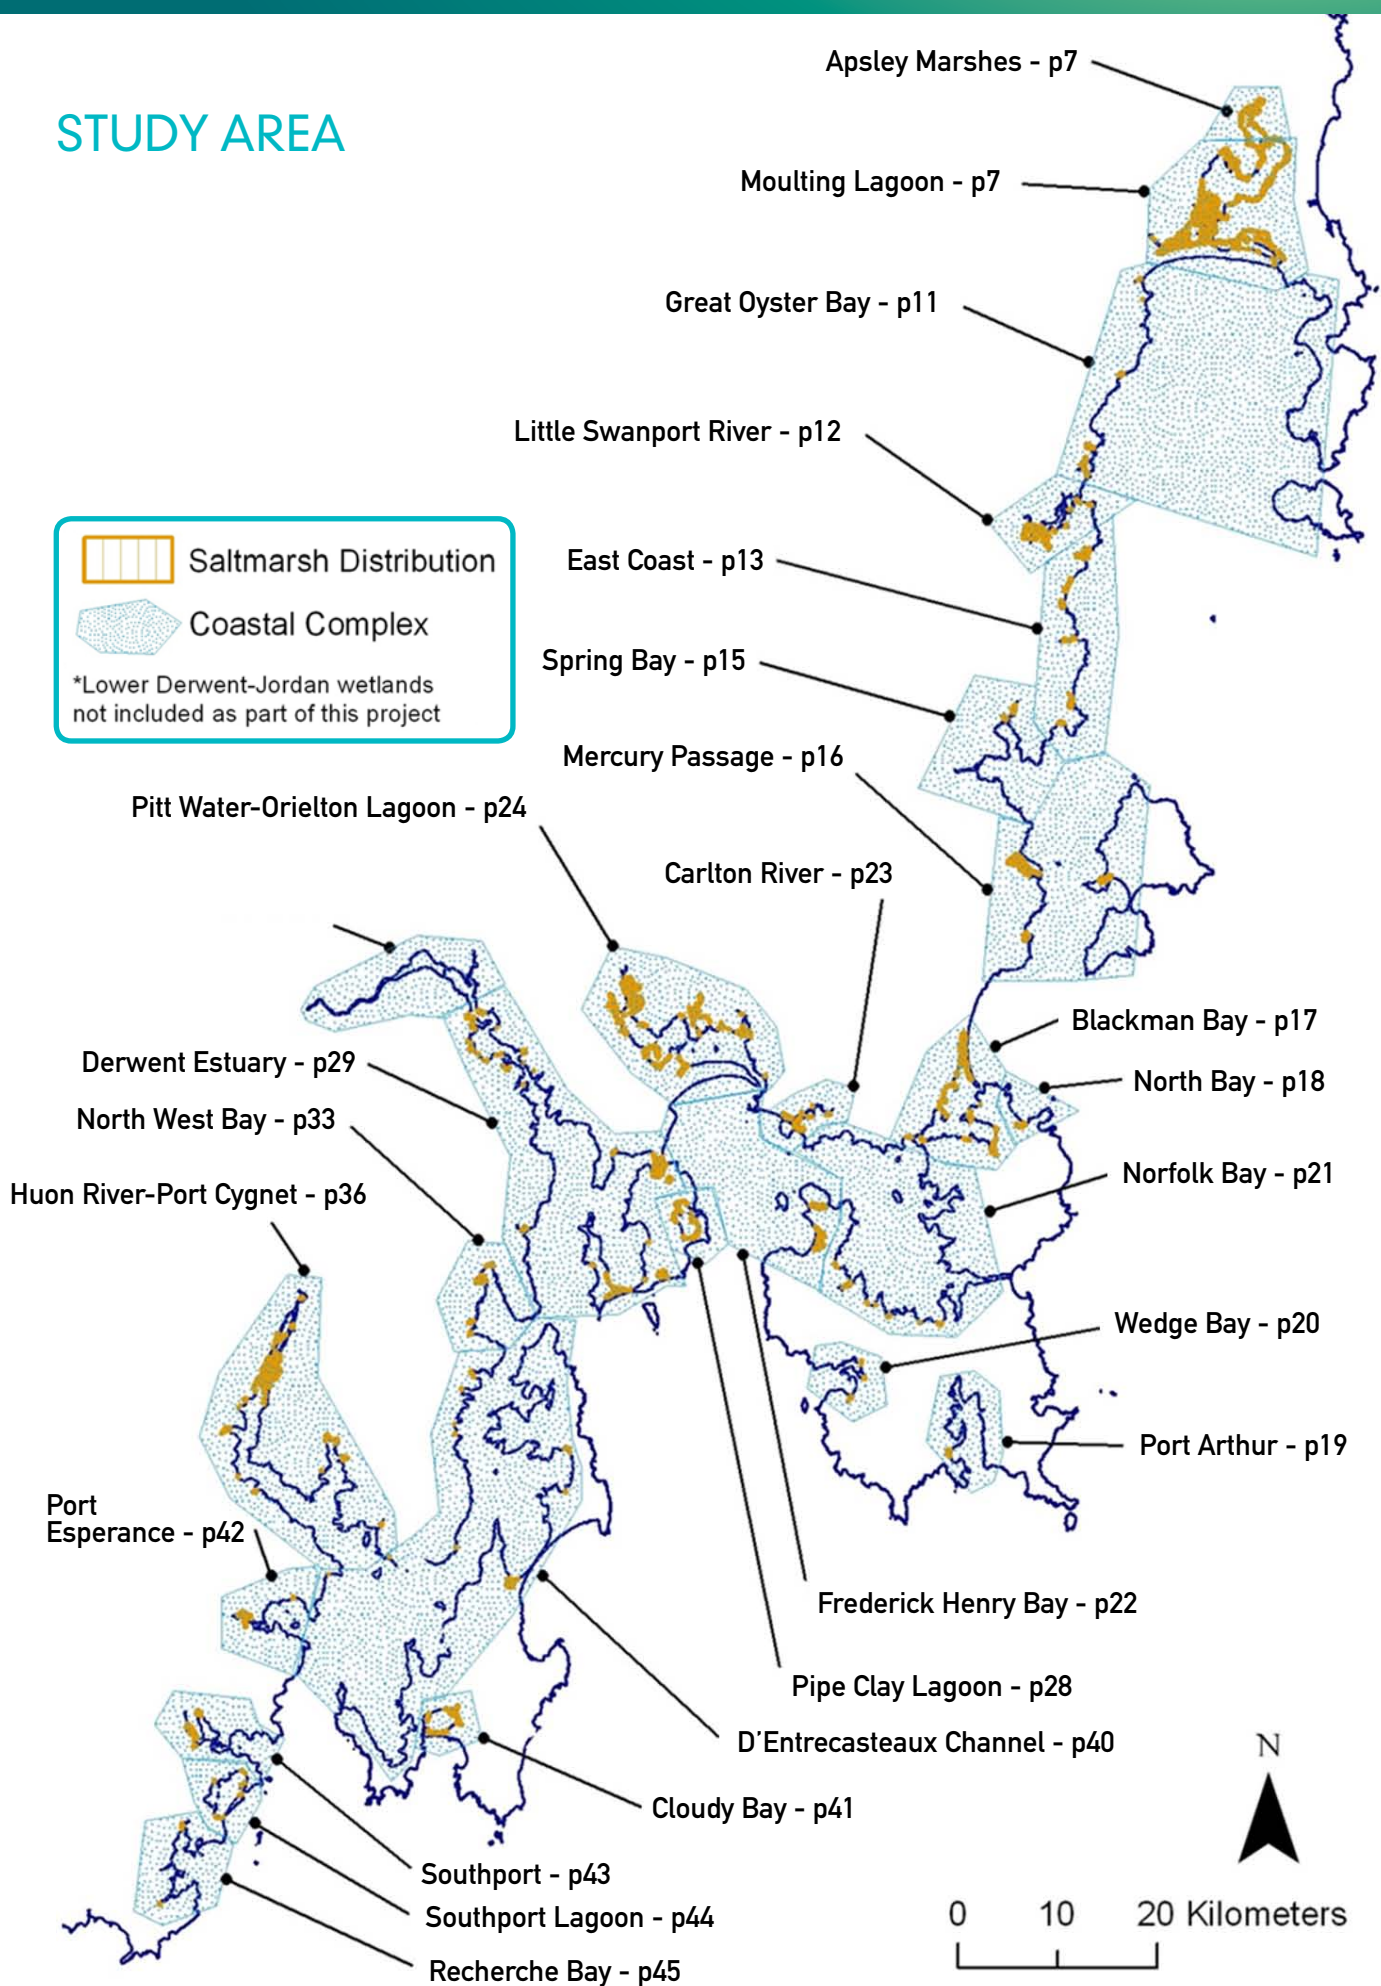 STUDY AREA
Apsley Marshes - p7
Moulting Lagoon - p7
Great Oyster Bay - p11
Little Swanport River - p12
East Coast - p13
Spring Bay - p15
Mercury Passage - p16
Pitt Water-Orielton Lagoon - p24
Carlton River - p23
Saltmarsh Distribution
Coastal Complex
*Lower Derwent-Jordan wetlands
not included as part of this project
Blackman Bay - p17
North Bay - p18
Derwent Estuary - p29
North West Bay - p33
Huon River-Port Cygnet - p36
Norfolk Bay - p21
Wedge Bay - p20
Port Arthur - p19
Port
Esperance - p42
Frederick Henry Bay - p22
Pipe Clay Lagoon - p28
D'Entrecasteaux Channel - p40
Cloudy Bay - p41
Southport - p43
Southport Lagoon - p44
Recherche Bay - p45
N
0 10 20 Kilometers